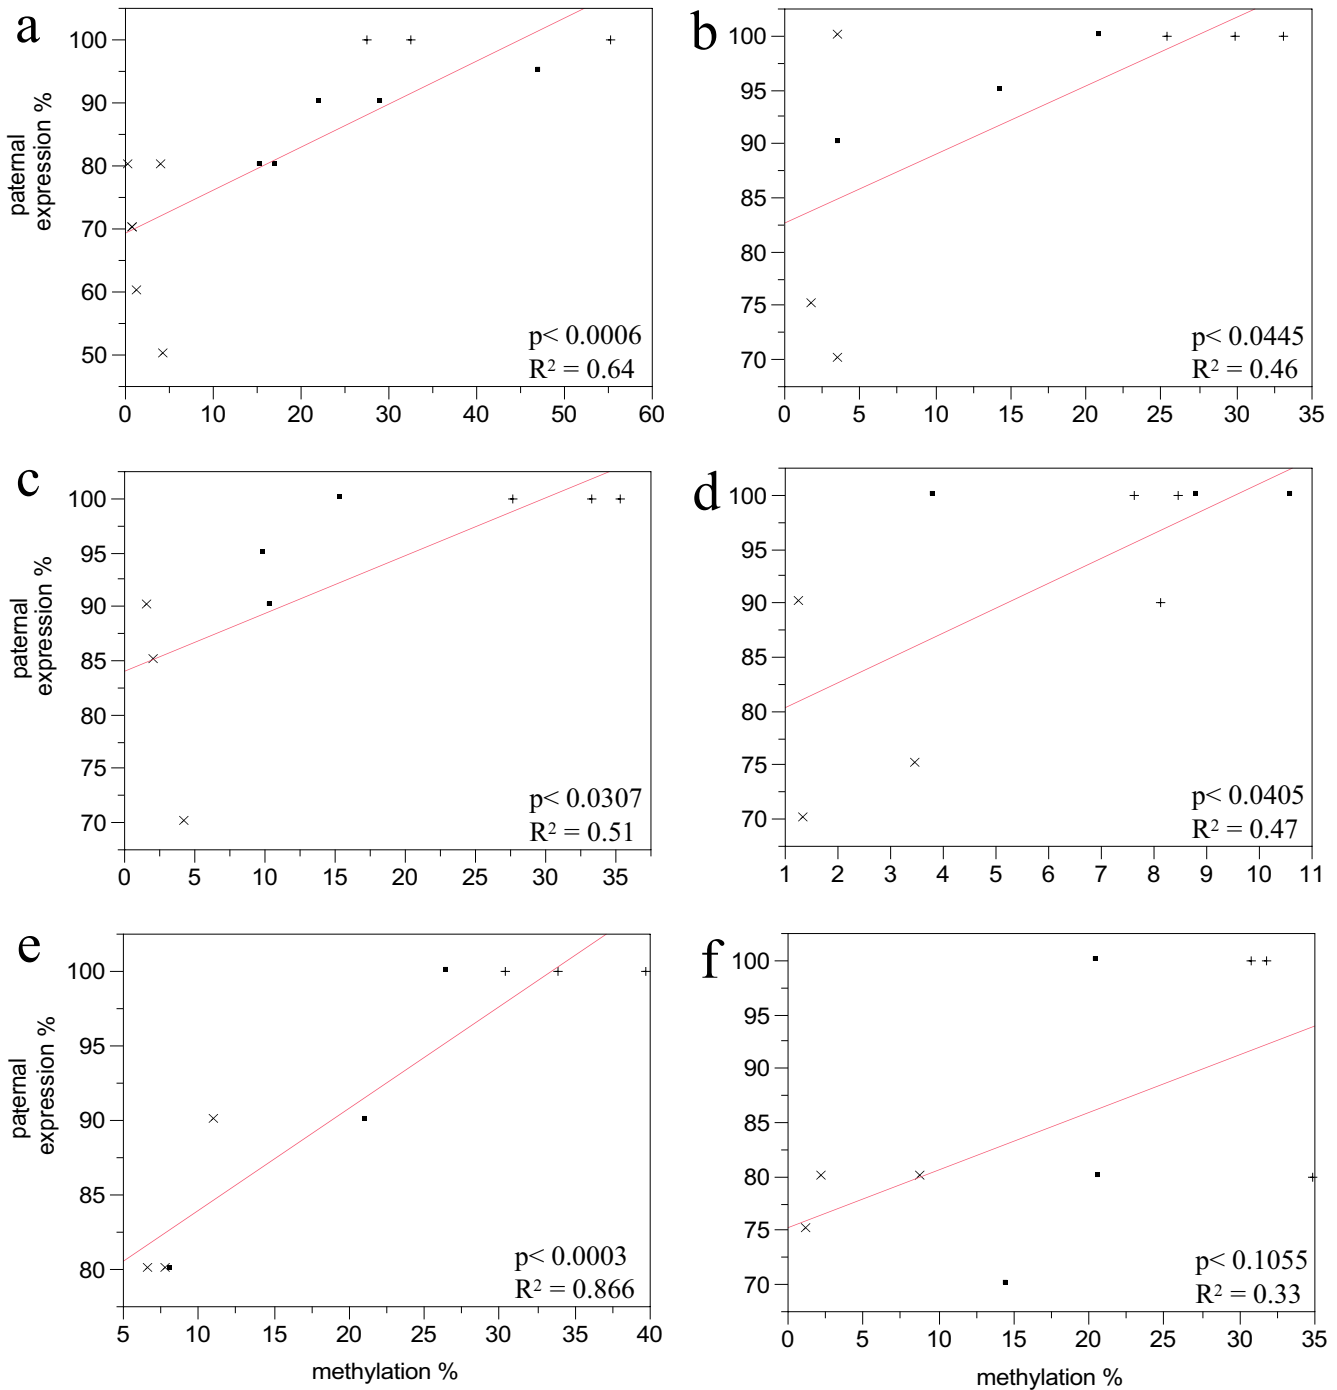 a
paternal
expression %
100
90
80
70
60
50
p< 0.0006
R² = 0.64
0 10 20 30 40 50 60
b
100
95
90
85
80
75
70
p< 0.0445
R² = 0.46
0 5 10 15 20 25 30 35
c
paternal
expression %
100
95
90
85
80
75
70
p< 0.0307
R² = 0.51
0 5 10 15 20 25 30 35
d
100
95
90
85
80
75
70
p< 0.0405
R² = 0.47
1 2 3 4 5 6 7 8 9 10 11
e
paternal
expression %
100
95
90
85
80
p< 0.0003
R² = 0.866
5 10 15 20 25 30 35 40
methylation %
f
100
95
90
85
80
75
70
p< 0.1055
R² = 0.33
0 5 10 15 20 25 30 35
methylation %